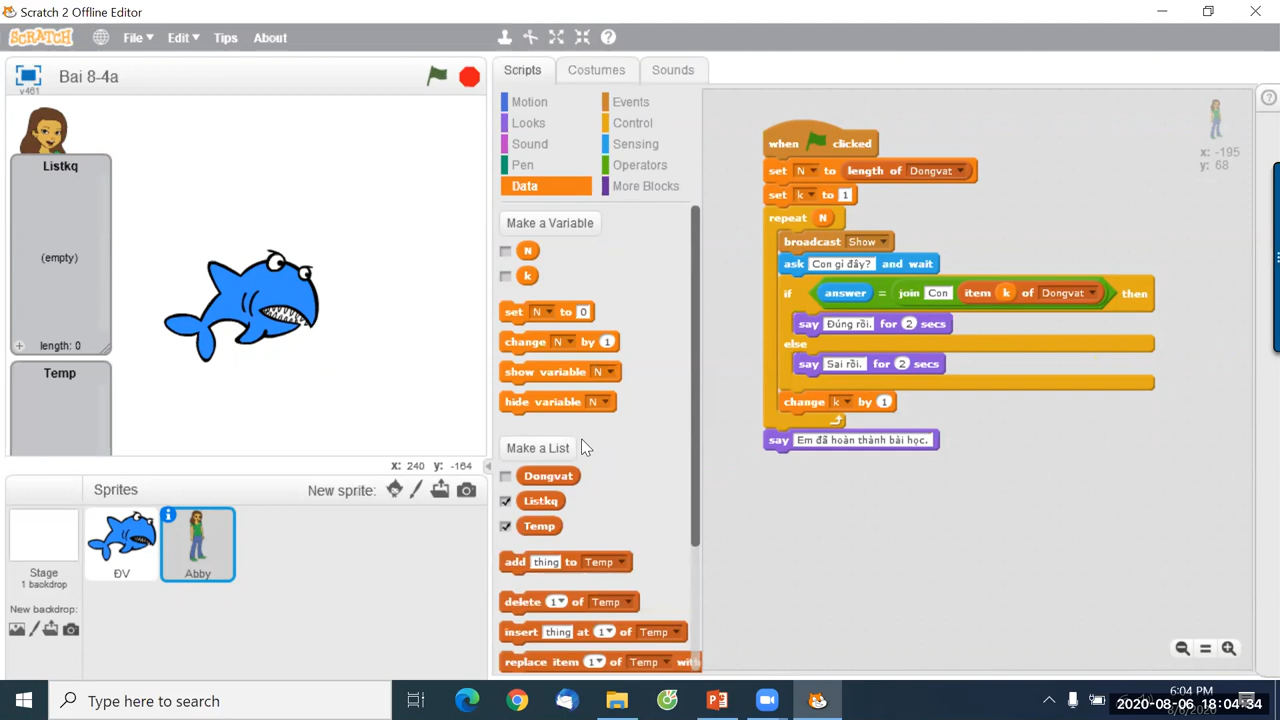 Scratch 2 Offline Editor
SCRATCH File Edit Tips About
Bai 8-4a
v461
Listkq
(empty)
length: 0
Temp
x: 240 y: -164
Sprites New sprite:
Stage
1 backdrop
New backdrop:
ĐV
Abby
Scripts Costumes Sounds
Motion Events
Looks Control
Sound Sensing
Pen Operators
Data More Blocks
Make a Variable
N
k
set N to 0
change N by 1
show variable N
hide variable N
Make a List
Dongvat
Listkq
Temp
add thing to Temp
delete 1 of Temp
insert thing at 1 of Temp
replace item 1 of Temp
when clicked
set N to length of Dongvat
set k to 1
repeat N
broadcast Show
ask Con gì đây? and wait
if answer = join Con item k of Dongvat then
say Đúng rồi. for 2 secs
else
say Sai rồi. for 2 secs
change k by 1
say Em đã hoàn thành bài học.
x: -195
y: 68
Type here to search
6:04 PM
2020-08-06 18:04:34